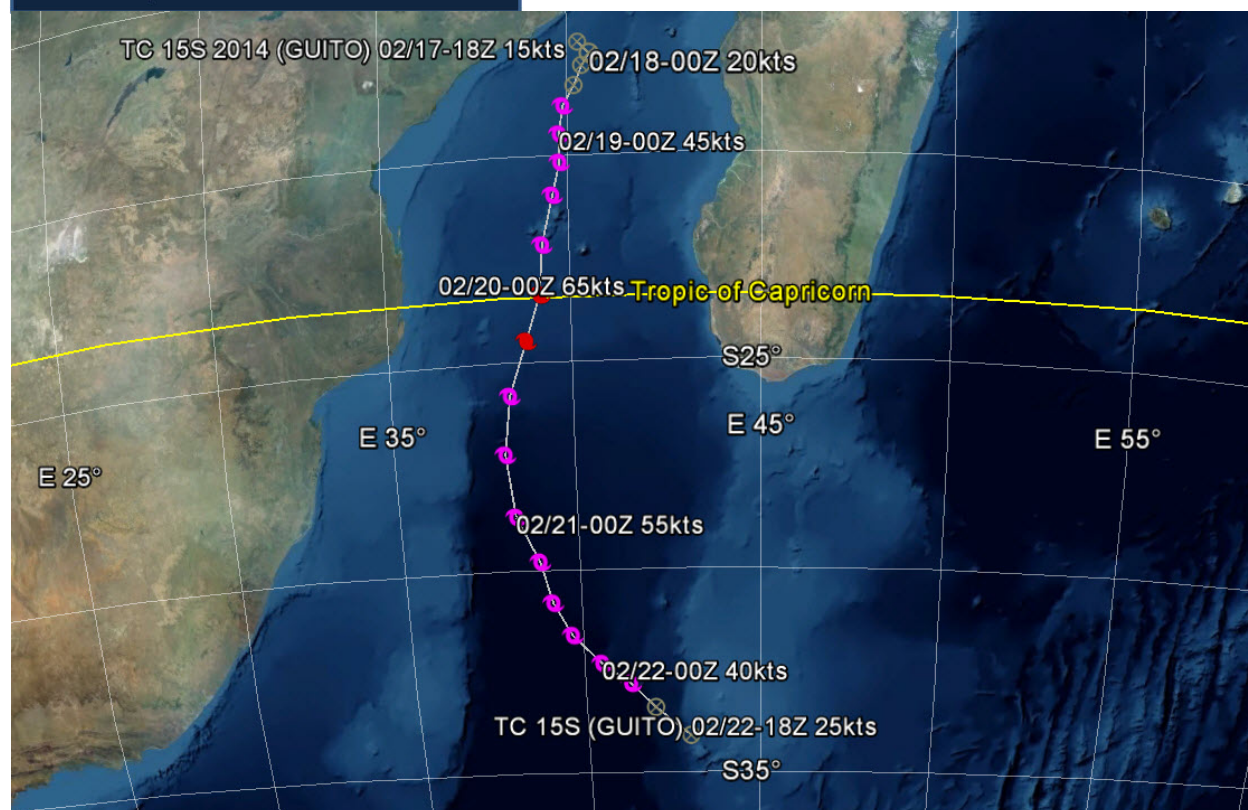 TC 15S 2014 (GUITO) 02/17-18Z 15kts
02/18-00Z 20kts
02/19-00Z 45kts
02/20-00Z 65kts
Tropic of Capricorn
S25°
E 35°
E 45°
E 55°
E 25°
02/21-00Z 55kts
02/22-00Z 40kts
TC 15S (GUITO) 02/22-18Z 25kts
S35°